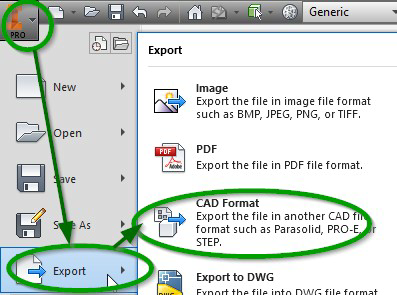 Generic
PRO
Export
New
Open
Save
Save As
Export
Image
Export the file in image file format
such as BMP, JPEG, PNG, or TIFF.
PDF
PDF
Adobe
Export the file in PDF file format.
CAD Format
Export the file in another CAD file
format such as Parasolid, PRO-E, or
STEP.
Export to DWG
Export the file into DWG file format
DWG